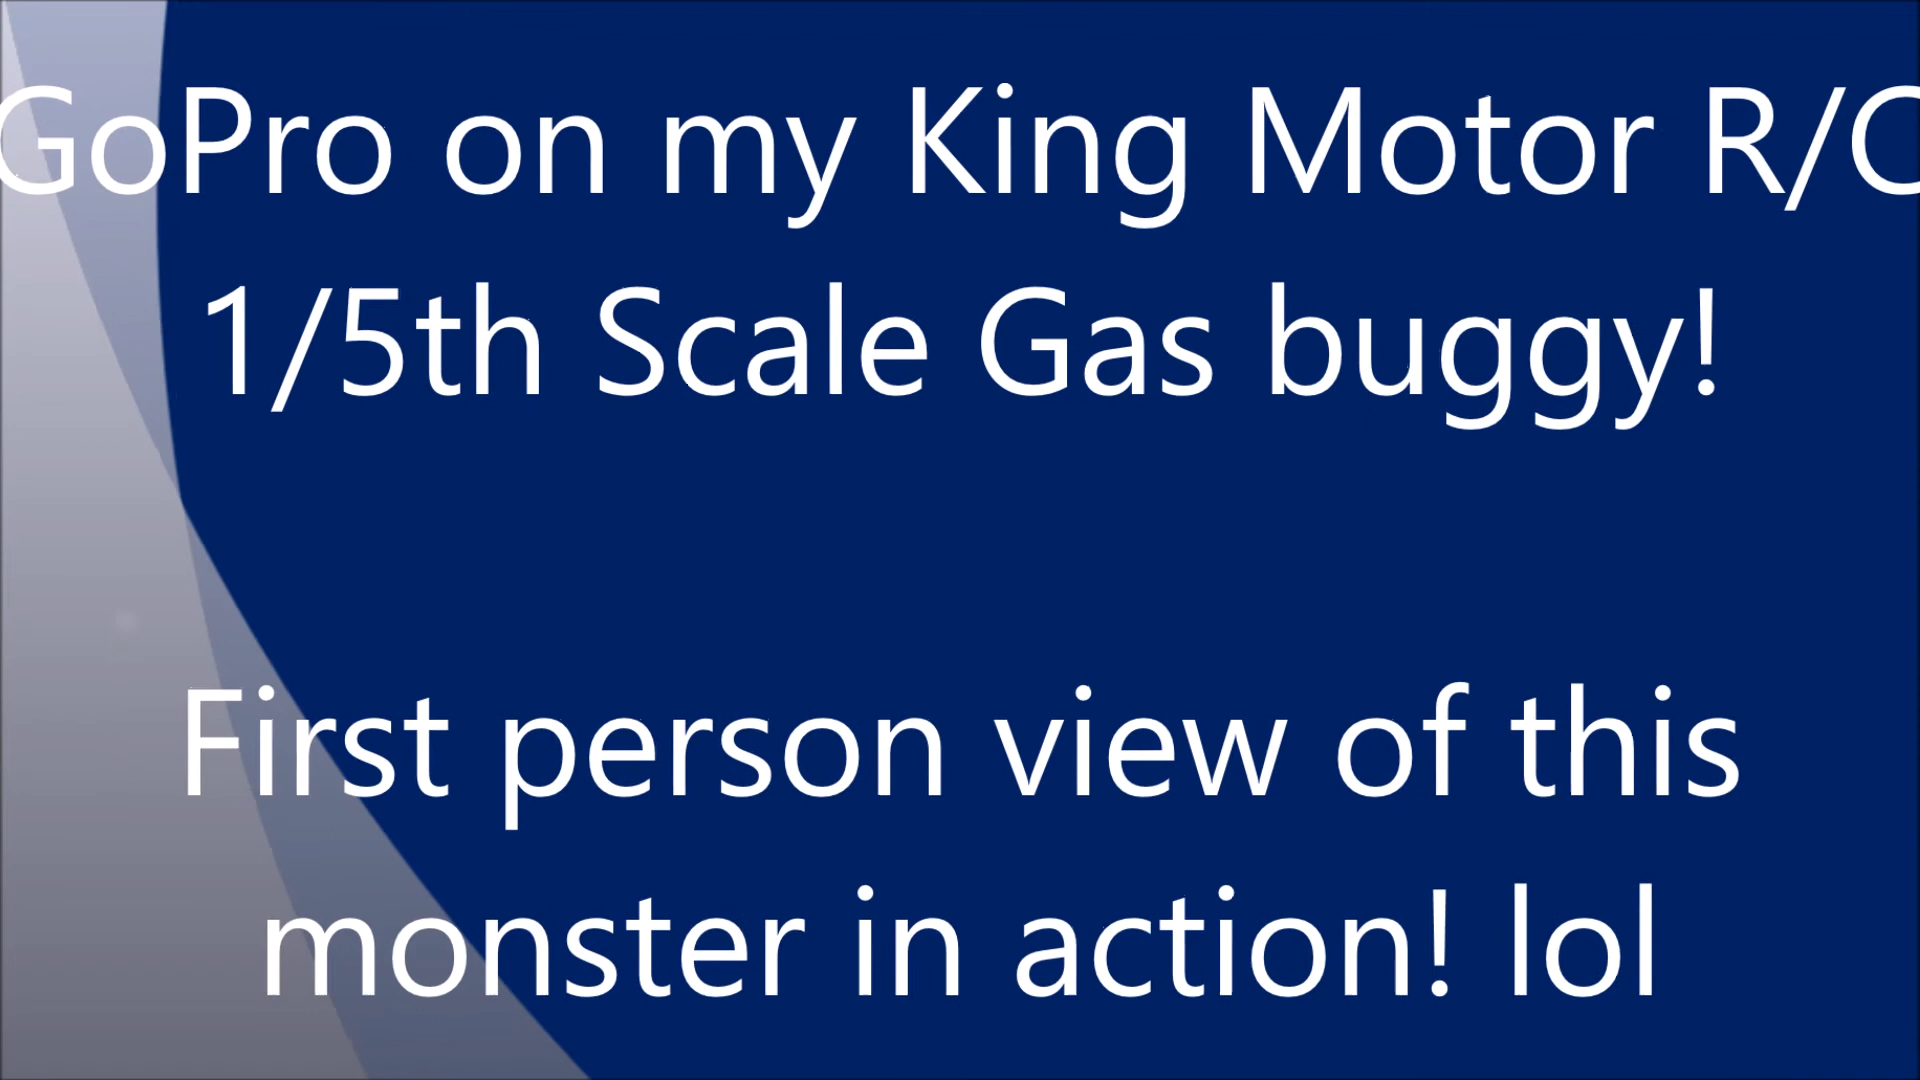 GoPro on my King Motor R/C
1/5th Scale Gas buggy!
First person view of this
monster in action! lol